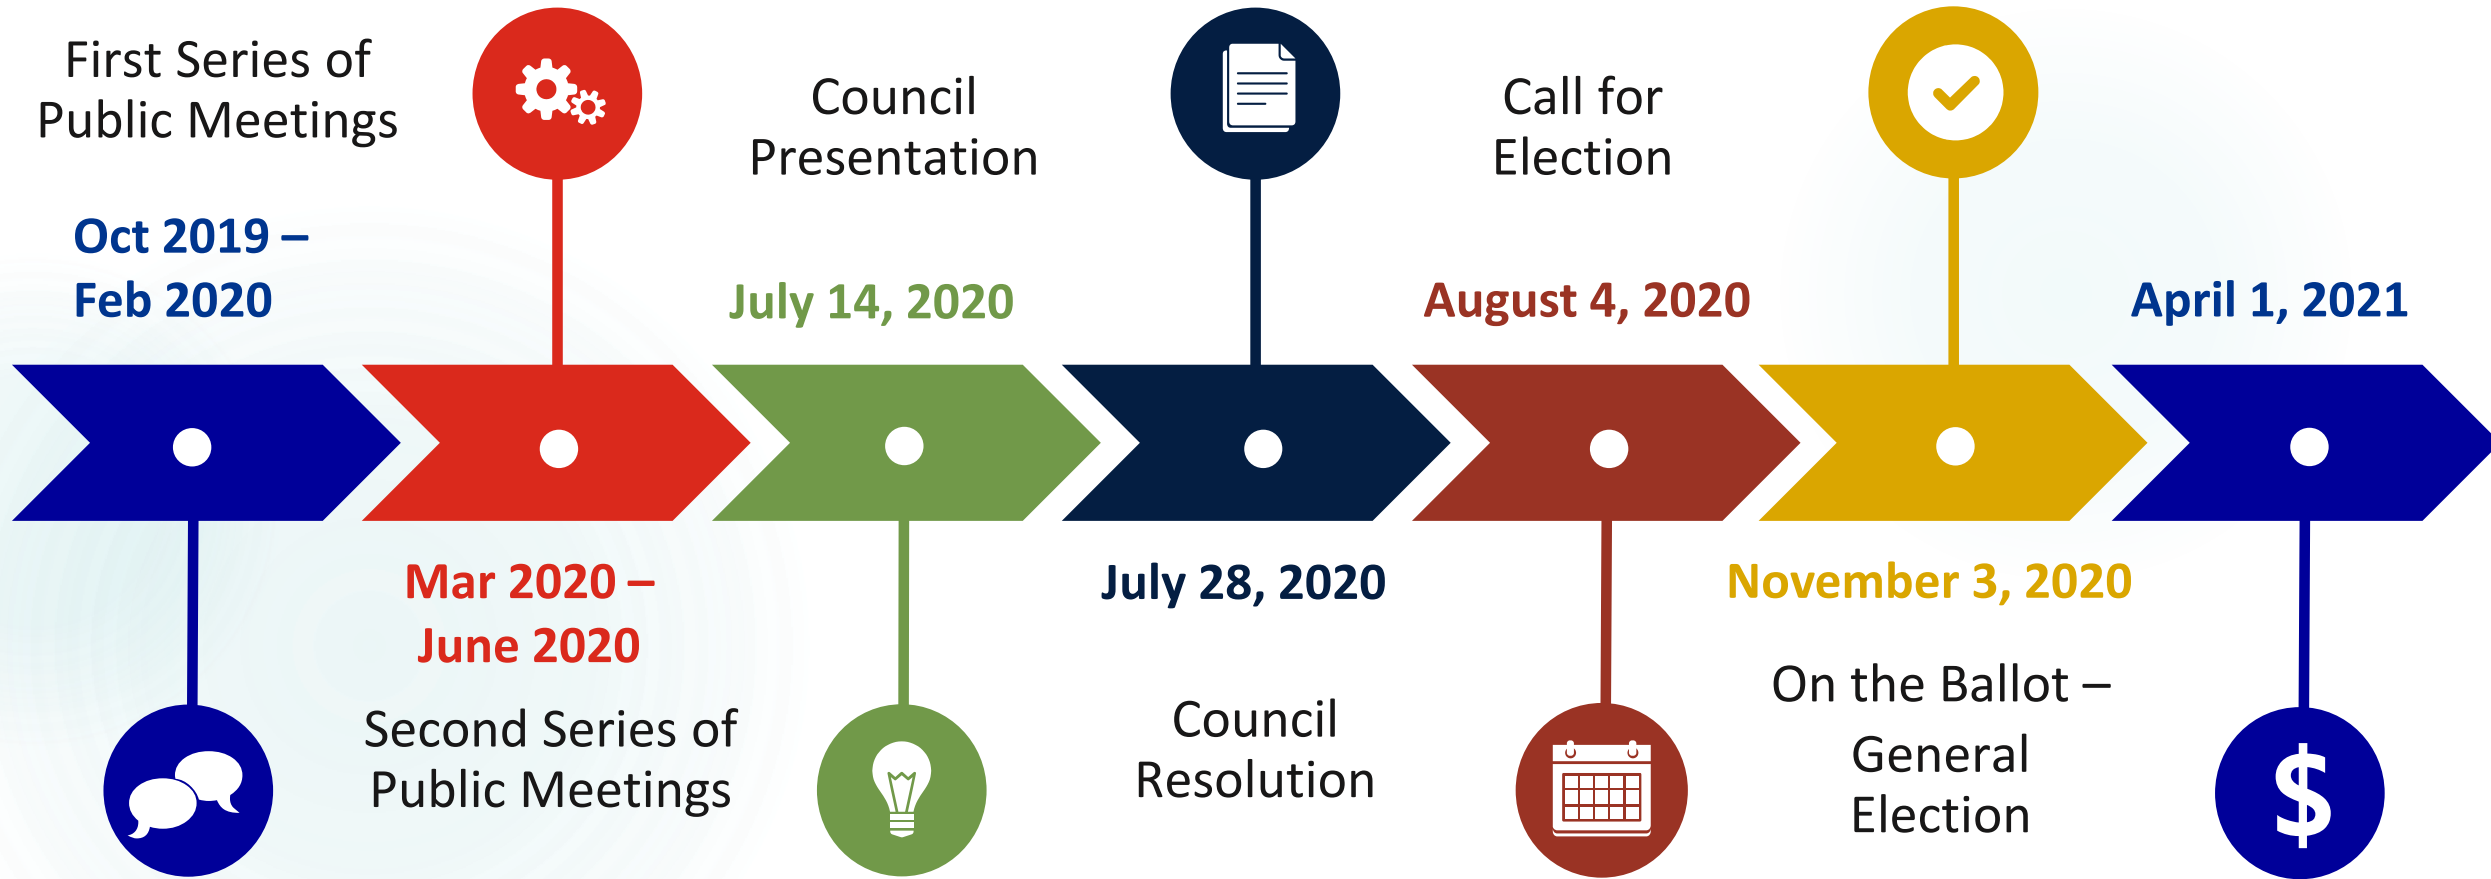 First Series of
Public Meetings
Oct 2019 –
Feb 2020
Mar 2020 –
June 2020
Second Series of
Public Meetings
Council
Presentation
July 14, 2020
July 28, 2020
Council
Resolution
Call for
Election
August 4, 2020
November 3, 2020
On the Ballot –
General
Election
April 1, 2021
$